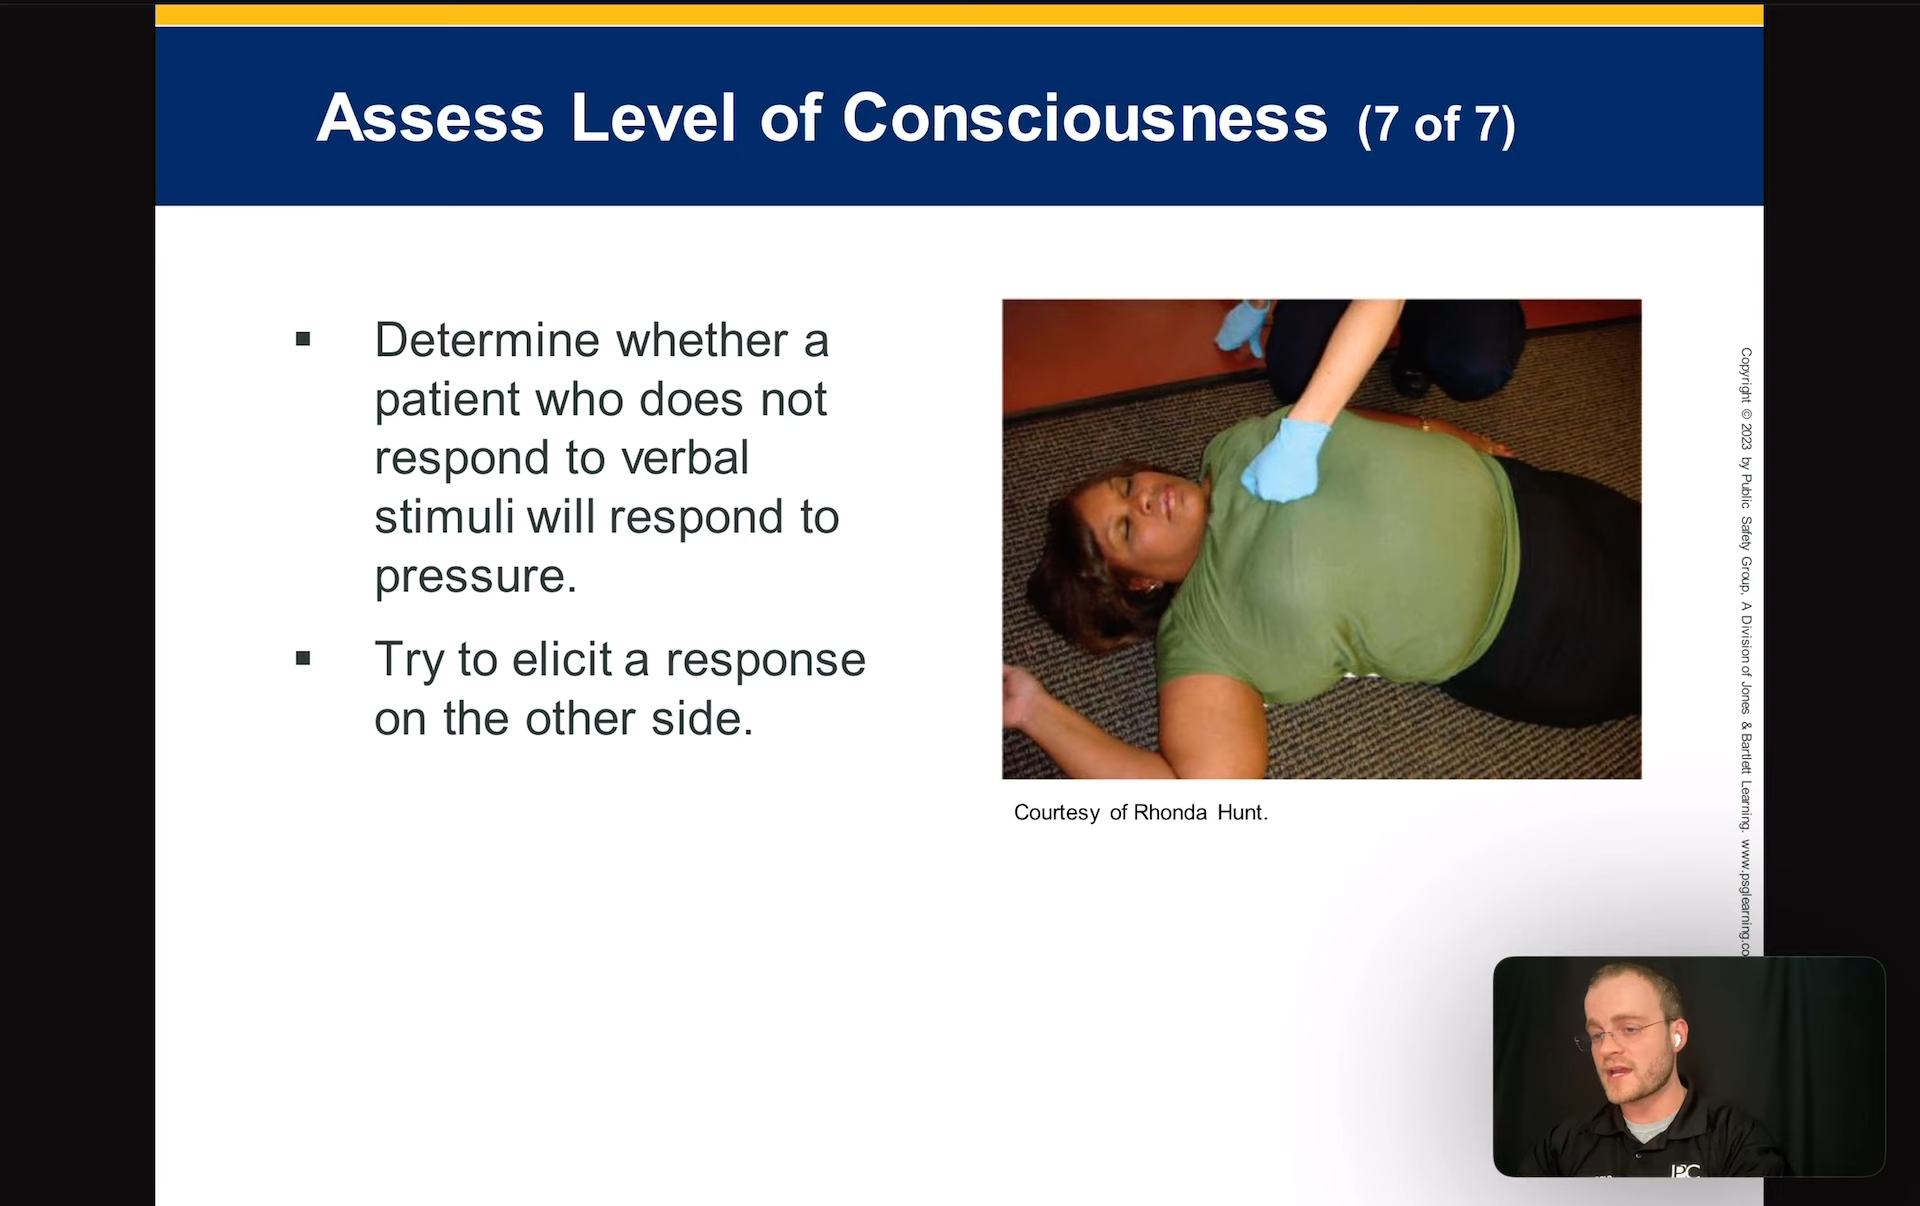 Assess Level of Consciousness (7 of 7)
Determine whether a
patient who does not
respond to verbal
stimuli will respond to
pressure.
Try to elicit a response
on the other side.
Courtesy of Rhonda Hunt.
Copyright © 2023 by Public Safety Group, A Division of Jones & Bartlett Learning. www.psglearning.co